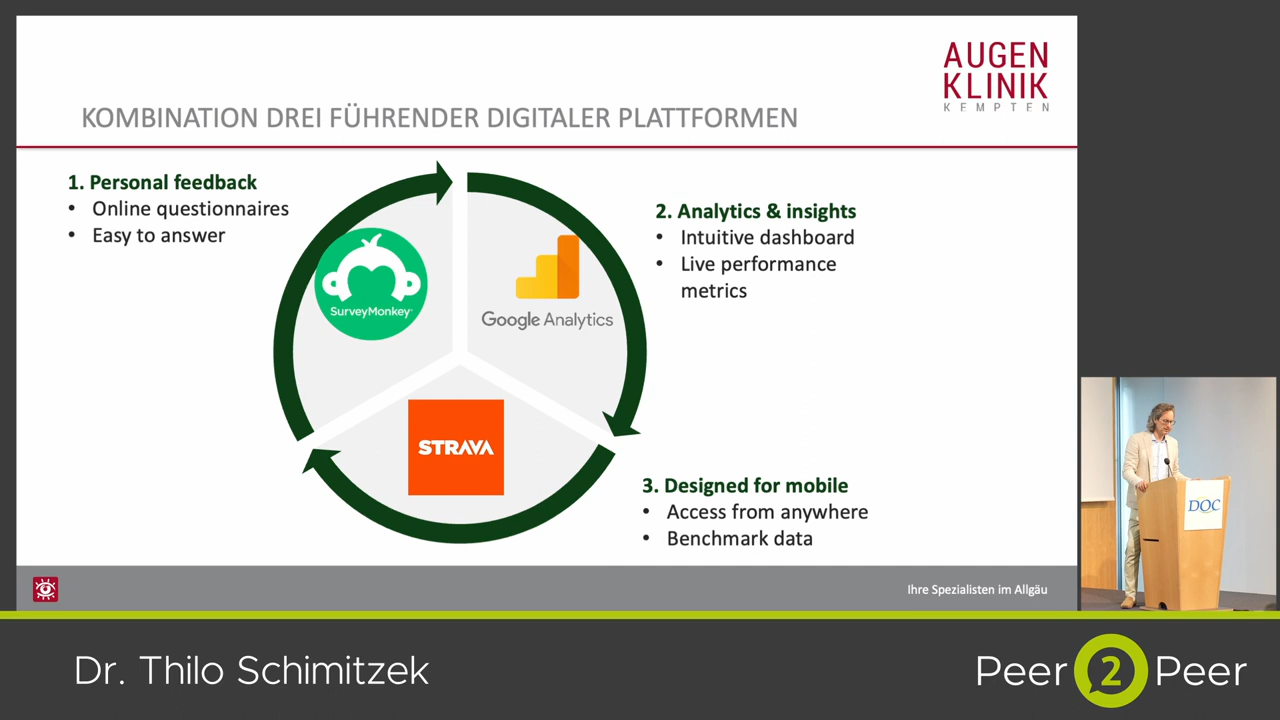 AUGEN
KLINIK
KEMPTEN
KOMBINATION DREI FÜHRENDER DIGITALER PLATTFORMEN
1. Personal feedback
• Online questionnaires
• Easy to answer
2. Analytics & insights
• Intuitive dashboard
• Live performance
metrics
SurveyMonkey
Google Analytics
STRAVA
3. Designed for mobile
• Access from anywhere
• Benchmark data
DOC
Ihre Spezialisten im Allgäu
Dr. Thilo Schimitzek
Peer 2 Peer